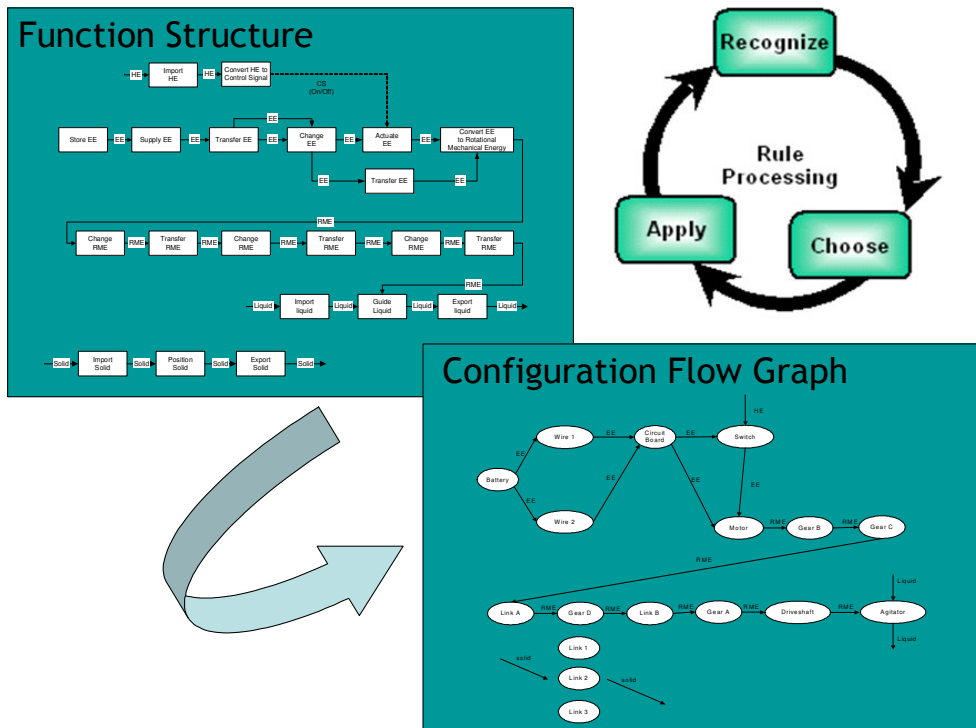 Function Structure
HE
Import
HE
HE
Convert HE to
Control Signal
CS
(On/Off)
EE
Store EE
EE
Supply EE
EE
Transfer EE
EE
Change
EE
EE
Actuate
EE
EE
Convert EE
to Rotational
Mechanical Energy
EE
Transfer EE
EE
RME
Change
RME
RME
Transfer
RME
RME
Change
RME
RME
Transfer
RME
RME
Change
RME
RME
Transfer
RME
RME
Liquid
Import
liquid
Liquid
Guide
Liquid
Liquid
Export
liquid
Liquid
Solid
Import
Solid
Solid
Position
Solid
Solid
Export
Solid
Solid
Recognize
Rule
Processing
Apply
Choose
Configuration Flow Graph
HE
Wire 1
EE
Circuit
Board
EE
Switch
EE
Battery
EE
EE
EE
EE
Wire 2
Motor
RME
Gear B
RME
Gear C
RME
Liquid
Link A
RME
Gear D
RME
Link B
RME
Gear A
RME
Driveshaft
RME
Agitator
Liquid
Link 1
solid
Link 2
solid
Link 3